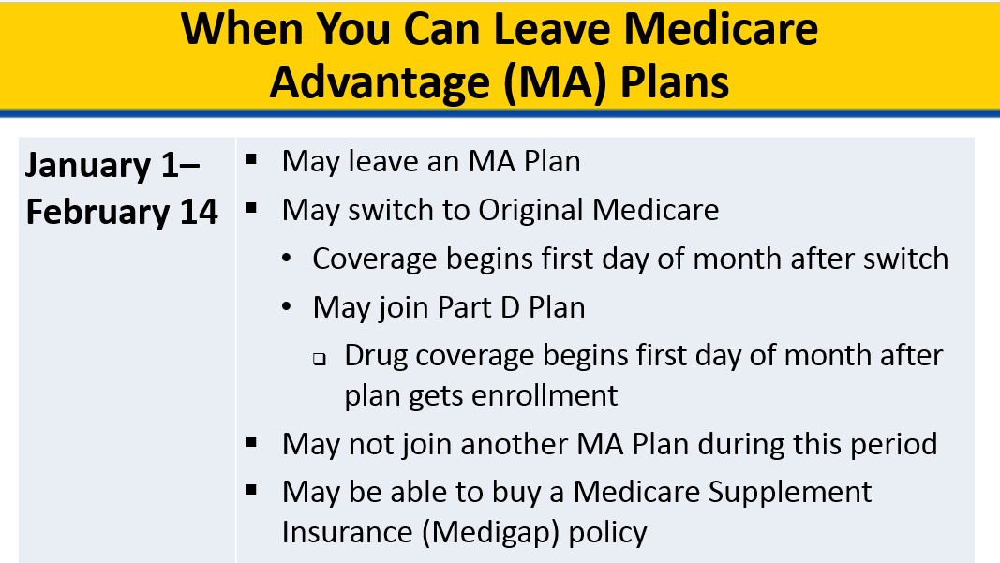 When You Can Leave Medicare
Advantage (MA) Plans
January 1–
February 14
▪ May leave an MA Plan
▪ May switch to Original Medicare
• Coverage begins first day of month after switch
• May join Part D Plan
❑ Drug coverage begins first day of month after
plan gets enrollment
▪ May not join another MA Plan during this period
▪ May be able to buy a Medicare Supplement
Insurance (Medigap) policy